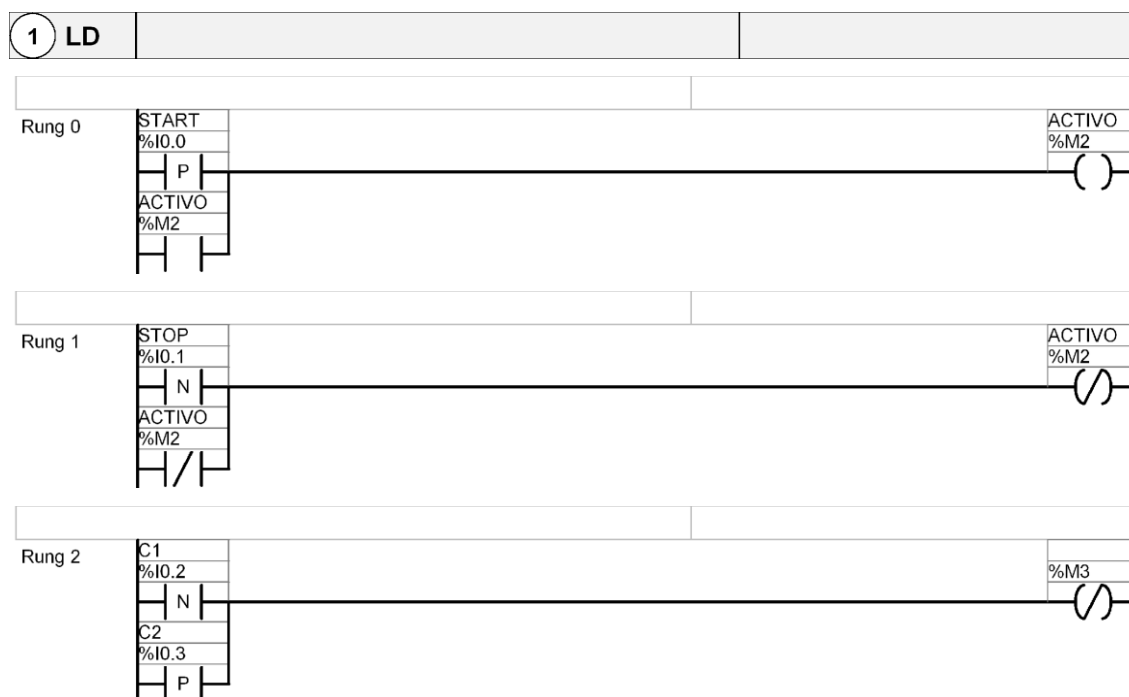 1 LD
Rung 0
START
%I0.0
P
ACTIVO
%M2
ACTIVO
%M2
Rung 1
STOP
%I0.1
N
ACTIVO
%M2
ACTIVO
%M2
Rung 2
C1
%I0.2
N
C2
%I0.3
P
%M3